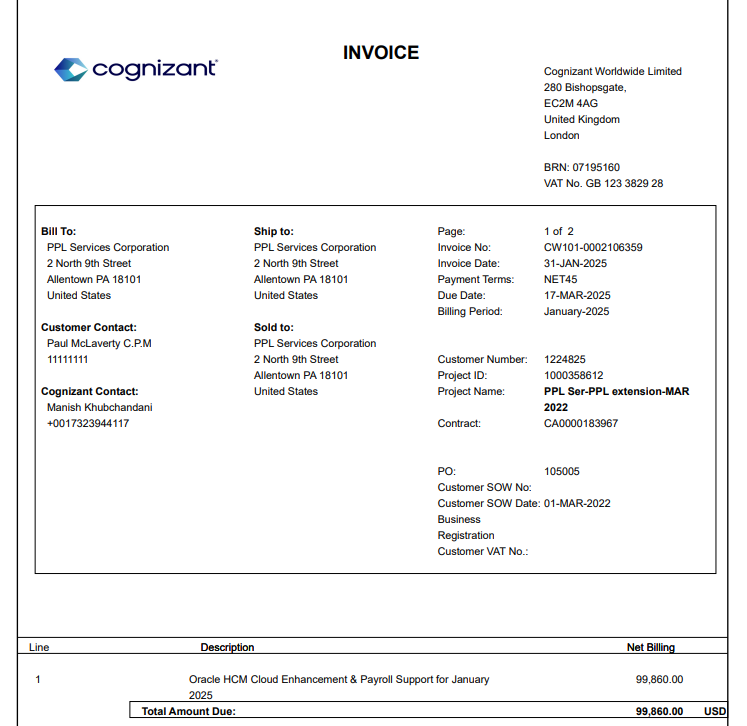 INVOICE
cognizant
Cognizant Worldwide Limited
280 Bishopsgate,
EC2M 4AG
United Kingdom
London
BRN: 07195160
VAT No. GB 123 3829 28
Bill To:
PPL Services Corporation
2 North 9th Street
Allentown PA 18101
United States
Customer Contact:
Paul McLaverty C.P.M
11111111
Cognizant Contact:
Manish Khubchandani
+0017323944117
Ship to:
PPL Services Corporation
2 North 9th Street
Allentown PA 18101
United States
Sold to:
PPL Services Corporation
2 North 9th Street
Allentown PA 18101
United States
Page: 1 of 2
Invoice No: CW101-0002106359
Invoice Date: 31-JAN-2025
Payment Terms: NET45
Due Date: 17-MAR-2025
Billing Period: January-2025
Customer Number: 1224825
Project ID: 1000358612
Project Name: PPL Ser-PPL extension-MAR
2022
Contract: CA0000183967
PO: 105005
Customer SOW No:
Customer SOW Date: 01-MAR-2022
Business
Registration
Customer VAT No.:
Line Description Net Billing
1 Oracle HCM Cloud Enhancement & Payroll Support for January 99,860.00
2025
Total Amount Due: 99,860.00 USD